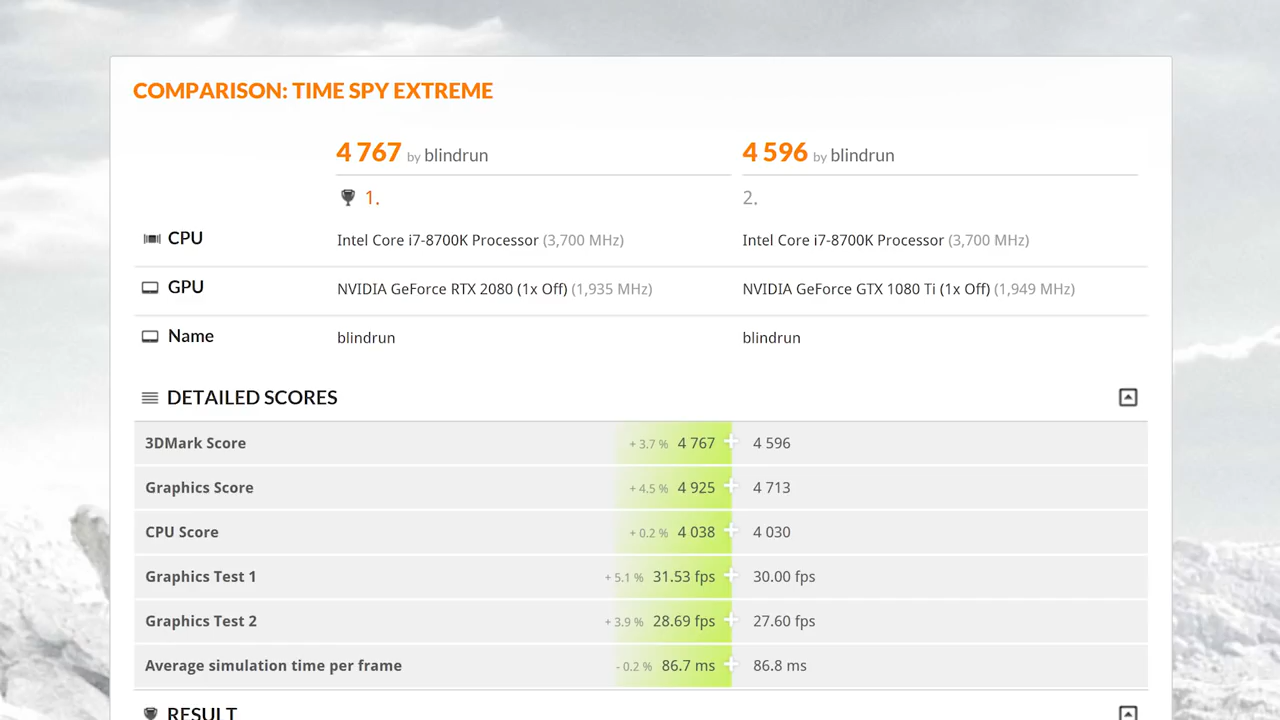 COMPARISON: TIME SPY EXTREME
4 767 by blindrun 4 596 by blindrun
1. 2.
CPU Intel Core i7-8700K Processor (3,700 MHz) Intel Core i7-8700K Processor (3,700 MHz)
GPU NVIDIA GeForce RTX 2080 (1x Off) (1,935 MHz) NVIDIA GeForce GTX 1080 Ti (1x Off) (1,949 MHz)
Name blindrun blindrun
DETAILED SCORES
3DMark Score + 3.7 % 4 767 4 596
Graphics Score + 4.5 % 4 925 4 713
CPU Score + 0.2 % 4 038 4 030
Graphics Test 1 + 5.1 % 31.53 fps 30.00 fps
Graphics Test 2 + 3.9 % 28.69 fps 27.60 fps
Average simulation time per frame - 0.2 % 86.7 ms 86.8 ms
RESULT